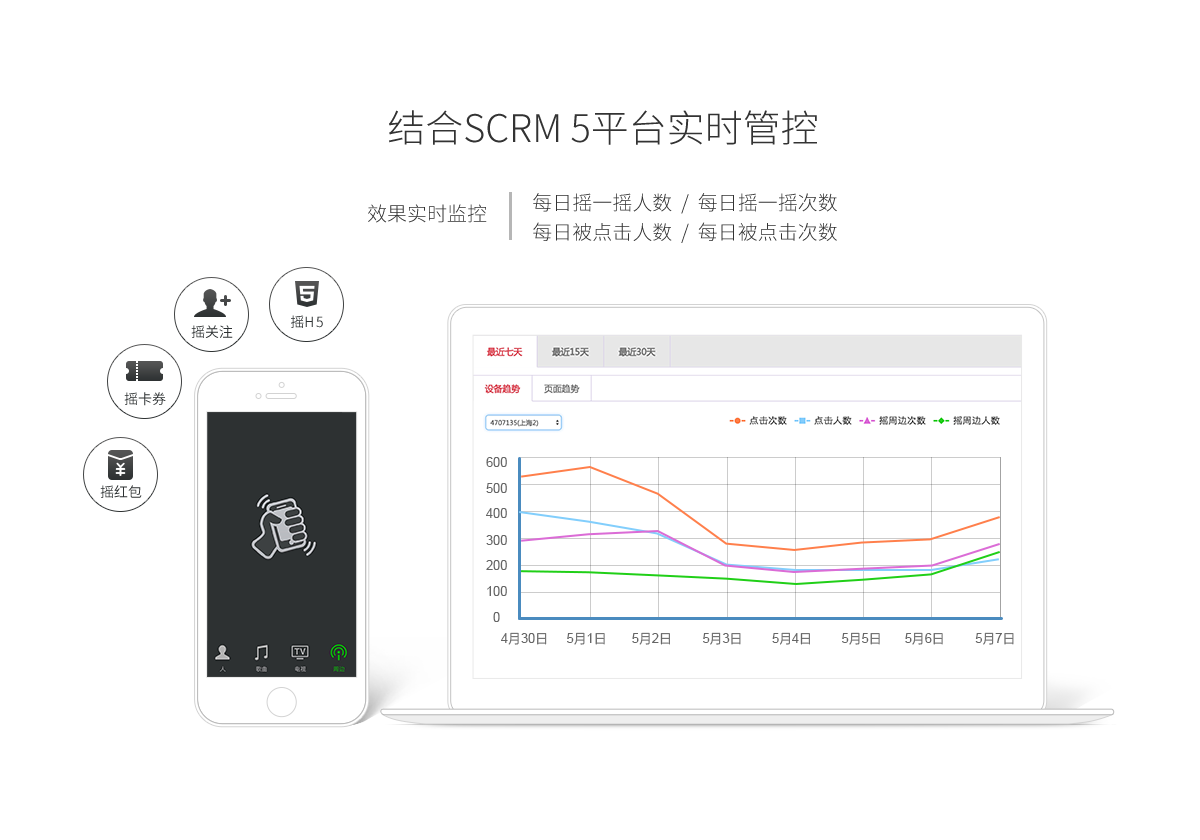 结合SCRM 5平台实时管控
效果实时监控
每日摇一摇人数 / 每日摇一摇次数
每日被点击人数 / 每日被点击次数
摇H5
摇关注
摇卡券
摇红包
人
歌曲
TV
电视
周边
最近七天
最近15天
最近30天
设备趋势
页面趋势
4707135(上海2)
点击次数
点击人数
摇周边次数
摇周边人数
600
500
400
300
200
100
0
4月30日
5月1日
5月2日
5月3日
5月4日
5月5日
5月6日
5月7日